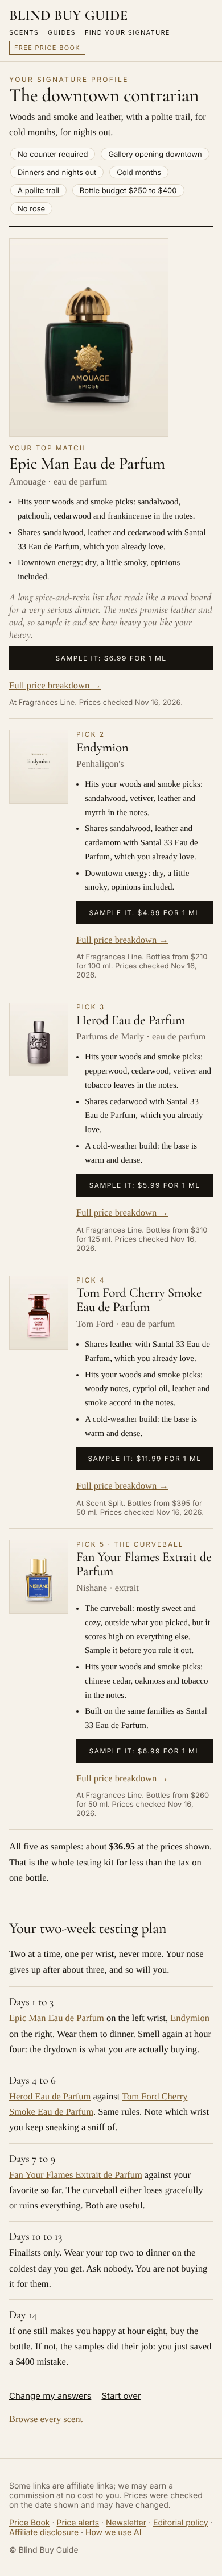 BLIND BUY GUIDE
SCENTS GUIDES FIND YOUR SIGNATURE
FREE PRICE BOOK
YOUR SIGNATURE PROFILE
The downtown contrarian
Woods and smoke and leather, with a polite trail, for
cold months, for nights out.
No counter required
Gallery opening downtown
Dinners and nights out
Cold months
A polite trail
Bottle budget $250 to $400
No rose
AMOUAGE
EPIC 56
YOUR TOP MATCH
Epic Man Eau de Parfum
Amouage · eau de parfum
• Hits your woods and smoke picks: sandalwood,
patchouli, cedarwood and frankincense in the notes.
• Shares sandalwood, leather and cedarwood with Santal
33 Eau de Parfum, which you already love.
• Downtown energy: dry, a little smoky, opinions
included.
A long spice-and-resin list that reads like a mood board
for a very serious dinner. The notes promise leather and
oud, so sample it and see how heavy you like your
heavy.
SAMPLE IT: $6.99 FOR 1 ML
Full price breakdown →
At Fragrances Line. Prices checked Nov 16, 2026.
Endymion
PICK 2
Endymion
Penhaligon's
• Hits your woods and smoke picks:
sandalwood, vetiver, leather and
myrrh in the notes.
• Shares sandalwood, leather and
cardamom with Santal 33 Eau de
Parfum, which you already love.
• Downtown energy: dry, a little
smoky, opinions included.
SAMPLE IT: $4.99 FOR 1 ML
Full price breakdown →
At Fragrances Line. Bottles from $210
for 100 ml. Prices checked Nov 16,
2026.
PICK 3
Herod Eau de Parfum
Parfums de Marly · eau de parfum
• Hits your woods and smoke picks:
pepperwood, cedarwood, vetiver and
tobacco leaves in the notes.
• Shares cedarwood with Santal 33
Eau de Parfum, which you already
love.
• A cold-weather build: the base is
warm and dense.
SAMPLE IT: $5.99 FOR 1 ML
Full price breakdown →
At Fragrances Line. Bottles from $310
for 125 ml. Prices checked Nov 16,
2026.
PICK 4
Tom Ford Cherry Smoke
Eau de Parfum
Tom Ford · eau de parfum
• Shares leather with Santal 33 Eau de
Parfum, which you already love.
• Hits your woods and smoke picks:
woody notes, cypriol oil, leather and
smoke accord in the notes.
• A cold-weather build: the base is
warm and dense.
SAMPLE IT: $11.99 FOR 1 ML
Full price breakdown →
At Scent Split. Bottles from $395 for
50 ml. Prices checked Nov 16, 2026.
PICK 5 · THE CURVEBALL
Fan Your Flames Extrait de
Parfum
Nishane · extrait
• The curveball: mostly sweet and
cozy, outside what you picked, but it
scores high on everything else.
Sample it before you rule it out.
• Hits your woods and smoke picks:
chinese cedar, oakmoss and tobacco
in the notes.
• Built on the same families as Santal
33 Eau de Parfum.
SAMPLE IT: $6.99 FOR 1 ML
Full price breakdown →
At Fragrances Line. Bottles from $260
for 50 ml. Prices checked Nov 16,
2026.
All five as samples: about $36.95 at the prices shown.
That is the whole testing kit for less than the tax on
one bottle.
Your two-week testing plan
Two at a time, one per wrist, never more. Your nose
gives up after about three, and so will you.
Days 1 to 3
Epic Man Eau de Parfum on the left wrist, Endymion
on the right. Wear them to dinner. Smell again at hour
four: the drydown is what you are actually buying.
Days 4 to 6
Herod Eau de Parfum against Tom Ford Cherry
Smoke Eau de Parfum. Same rules. Note which wrist
you keep sneaking a sniff of.
Days 7 to 9
Fan Your Flames Extrait de Parfum against your
favorite so far. The curveball either loses gracefully
or ruins everything. Both are useful.
Days 10 to 13
Finalists only. Wear your top two to dinner on the
coldest day you get. Ask nobody. You are not buying
it for them.
Day 14
If one still makes you happy at hour eight, buy the
bottle. If not, the samples did their job: you just saved
a $400 mistake.
Change my answers Start over
Browse every scent
Some links are affiliate links; we may earn a
commission at no cost to you. Prices were checked
on the date shown and may have changed.
Price Book · Price alerts · Newsletter · Editorial policy ·
Affiliate disclosure · How we use AI
© Blind Buy Guide